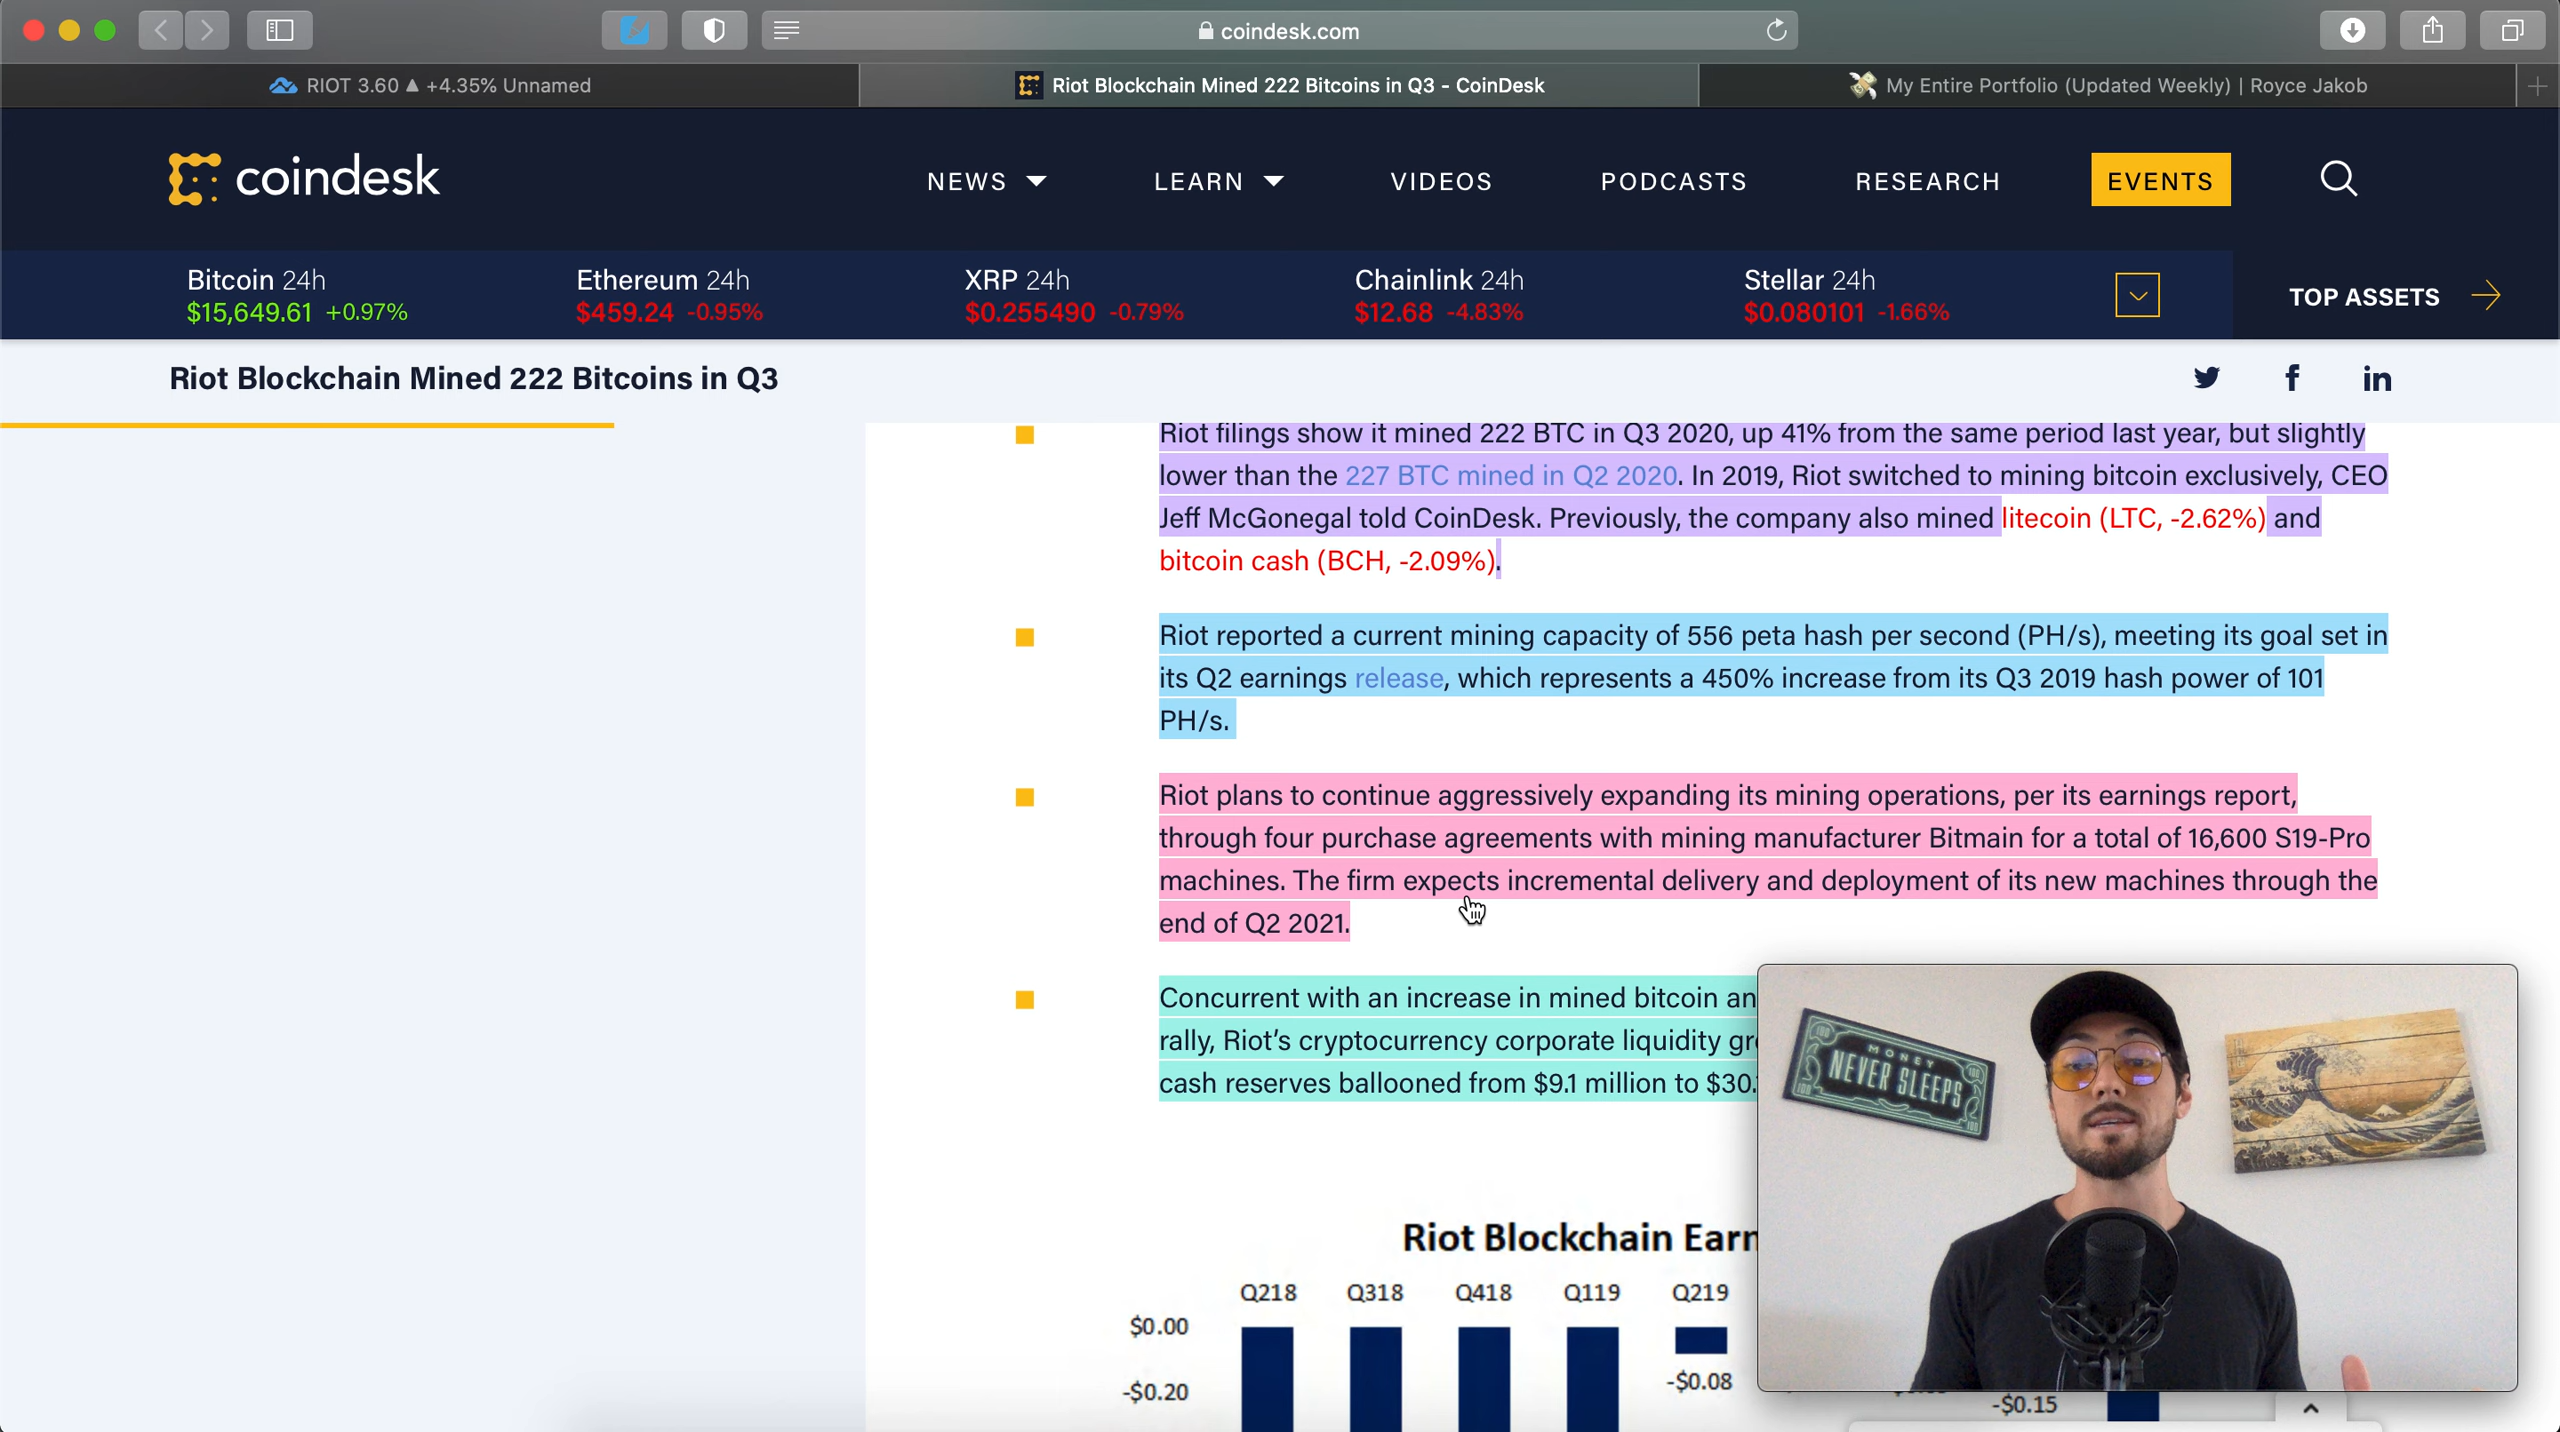 coindesk.com
RIOT 3.60 ▲ +4.35% Unnamed
Riot Blockchain Mined 222 Bitcoins in Q3 - CoinDesk
My Entire Portfolio (Updated Weekly) | Royce Jakob
coindesk
NEWS
LEARN
VIDEOS
PODCASTS
RESEARCH
EVENTS
Bitcoin 24h
$15,649.61 +0.97%
Ethereum 24h
$459.24 -0.95%
XRP 24h
$0.255490 -0.79%
Chainlink 24h
$12.68 -4.83%
Stellar 24h
$0.080101 -1.66%
TOP ASSETS
Riot Blockchain Mined 222 Bitcoins in Q3
Riot filings show it mined 222 BTC in Q3 2020, up 41% from the same period last year, but slightly
lower than the 227 BTC mined in Q2 2020. In 2019, Riot switched to mining bitcoin exclusively, CEO
Jeff McGonegal told CoinDesk. Previously, the company also mined litecoin (LTC, -2.62%) and
bitcoin cash (BCH, -2.09%).
Riot reported a current mining capacity of 556 peta hash per second (PH/s), meeting its goal set in
its Q2 earnings release, which represents a 450% increase from its Q3 2019 hash power of 101
PH/s.
Riot plans to continue aggressively expanding its mining operations, per its earnings report,
through four purchase agreements with mining manufacturer Bitmain for a total of 16,600 S19-Pro
machines. The firm expects incremental delivery and deployment of its new machines through the
end of Q2 2021.
Concurrent with an increase in mined bitcoin an
rally, Riot's cryptocurrency corporate liquidity gr
cash reserves ballooned from $9.1 million to $30.
MONEY
NEVER SLEEPS
100
100
100
Riot Blockchain Earn
Q218 Q318 Q418 Q119 Q219
$0.00
-$0.20
-$0.08
-$0.15